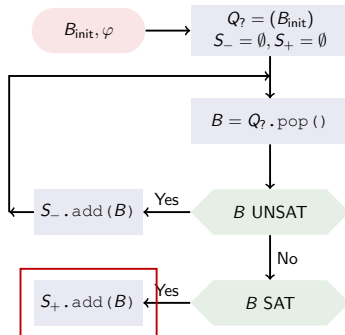 B_init, φ
Q_? = (B_init)
S_− = ∅, S_+ = ∅
B = Q_?.pop()
S_−.add(B)
Yes
B UNSAT
No
S_+.add(B)
Yes
B SAT